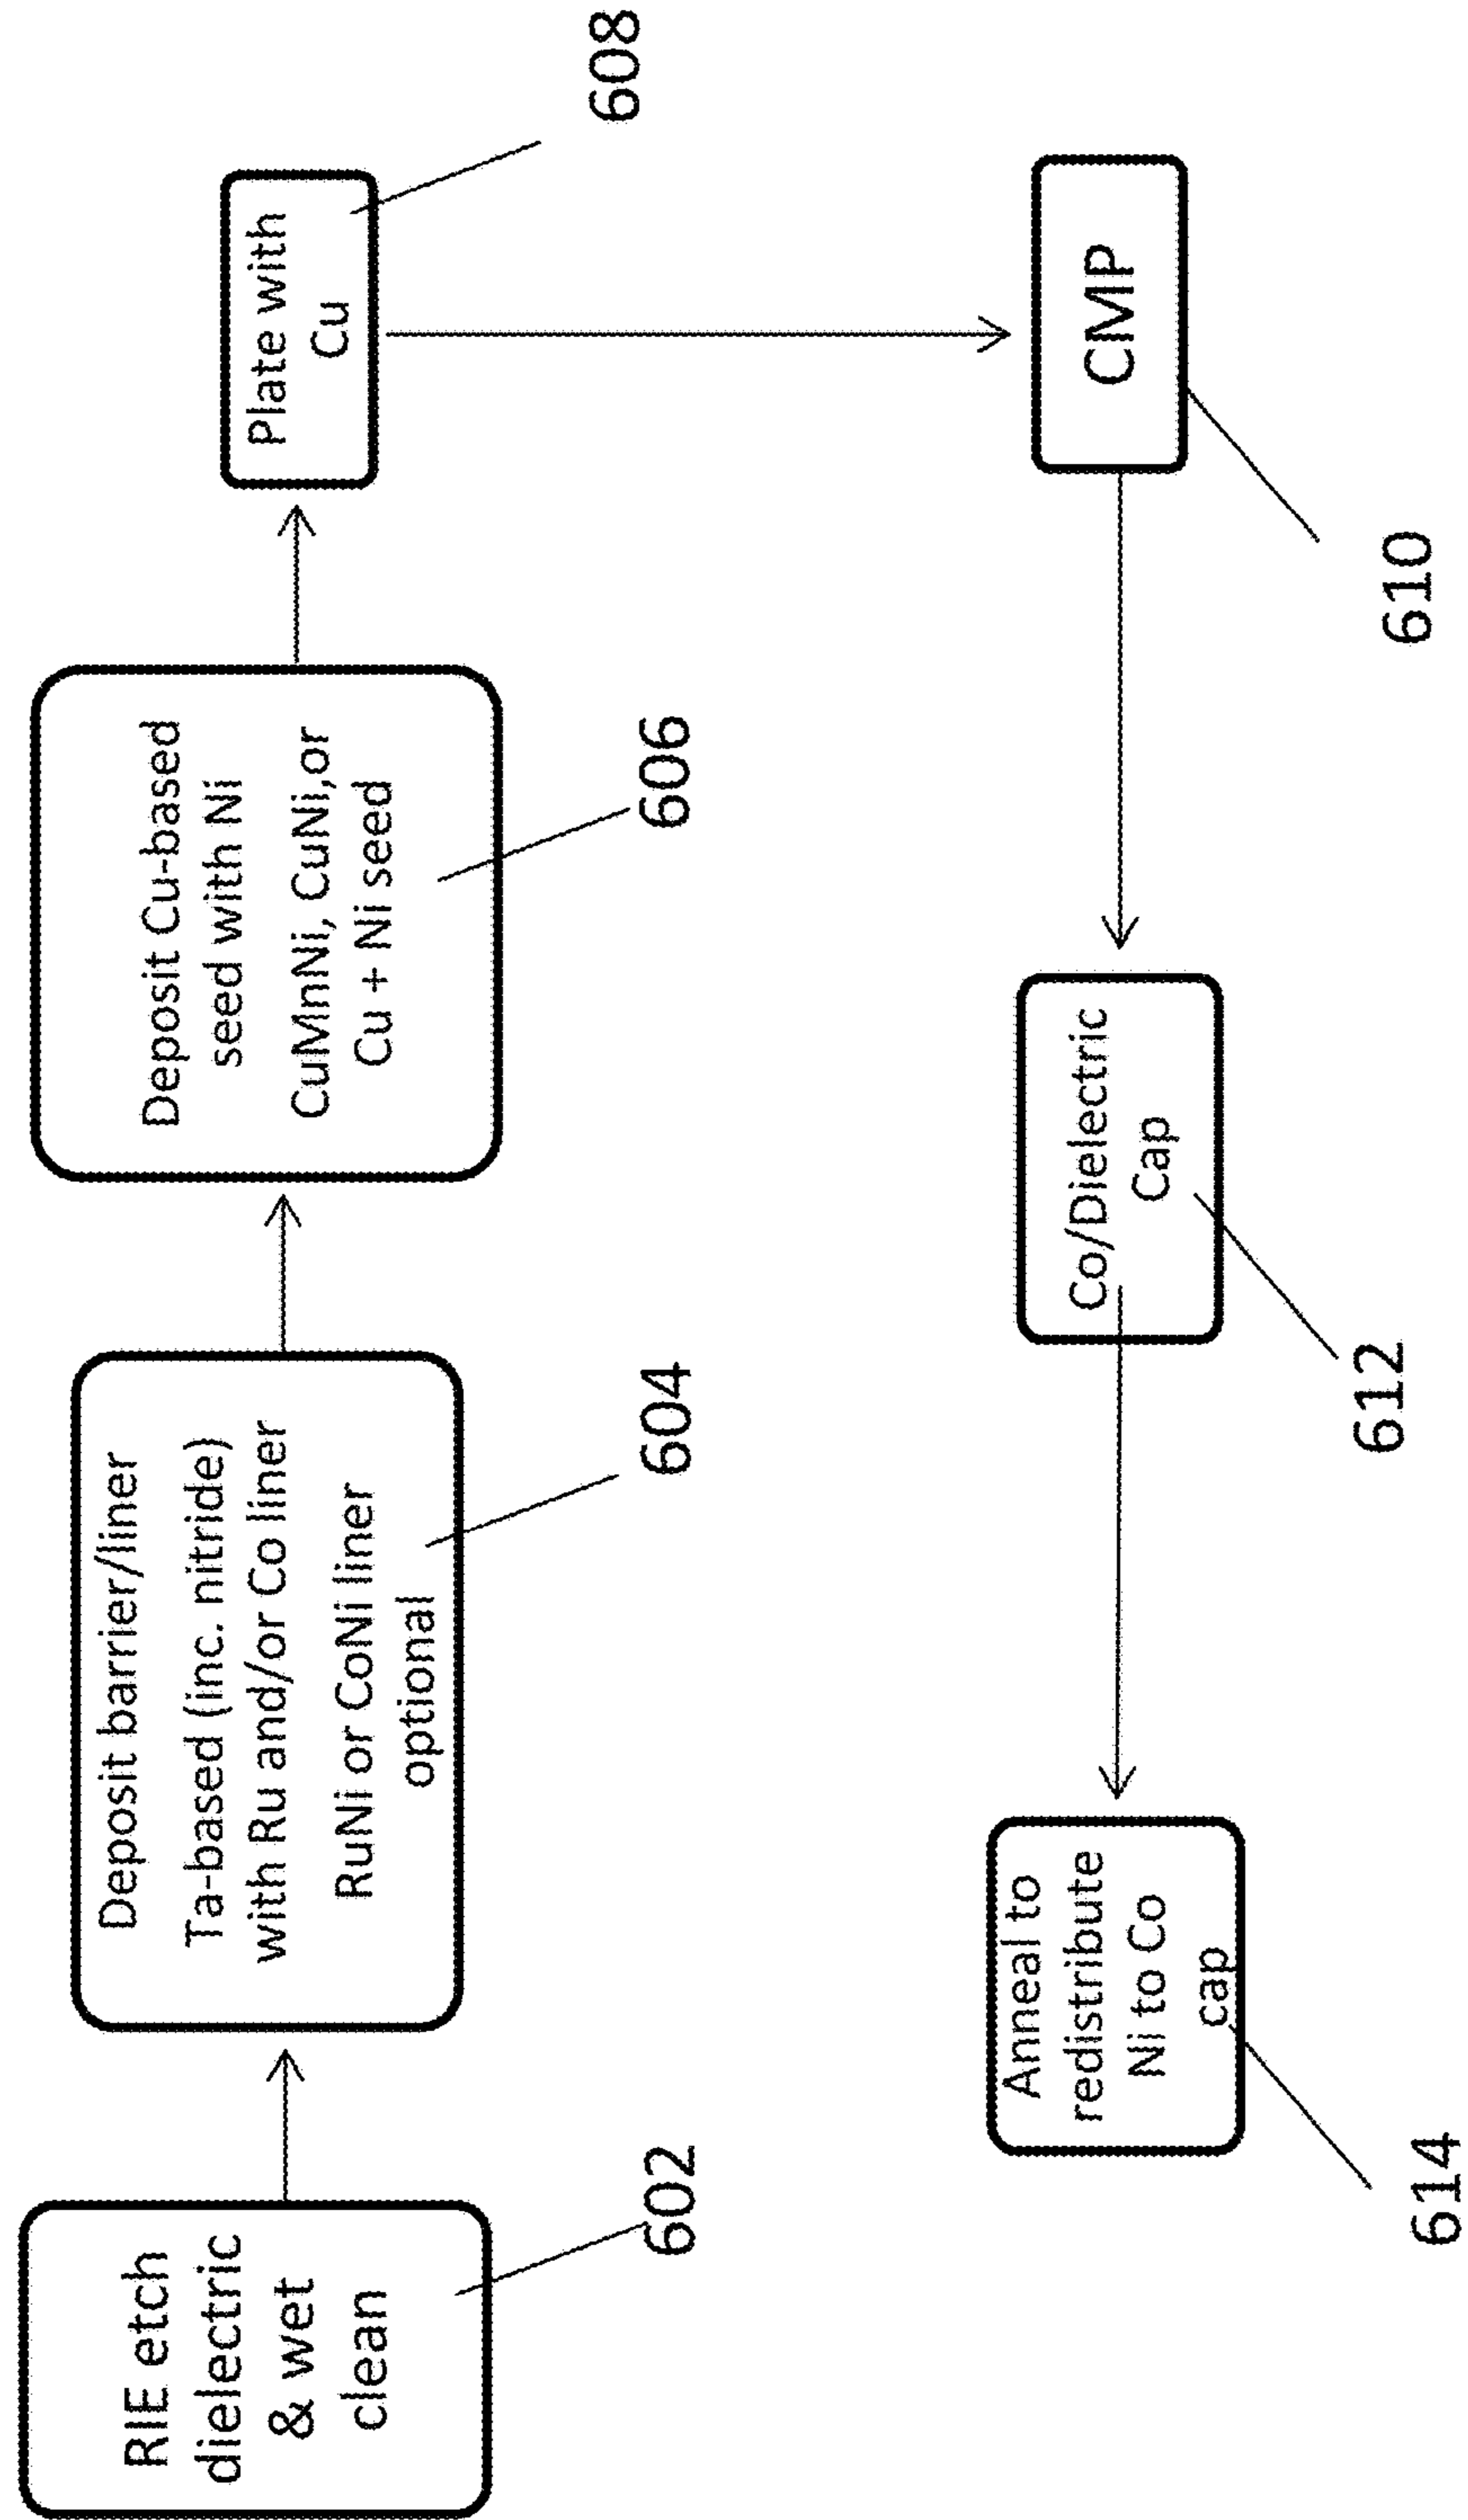 RIE etch
dielectric
& wet
clean
602
Deposit barrier/liner
Ta-based (inc. nitride)
with Ru and/or Co liner
RuNi or CoNi liner
optional
604
Deposit Cu-based
seed with Ni
CuMnNi, CuNi,or
Cu + Ni seed
606
Plate with
Cu
608
CMP
610
Co/Dielectric
Cap
612
Anneal to
redistribute
Ni to Co
cap
614